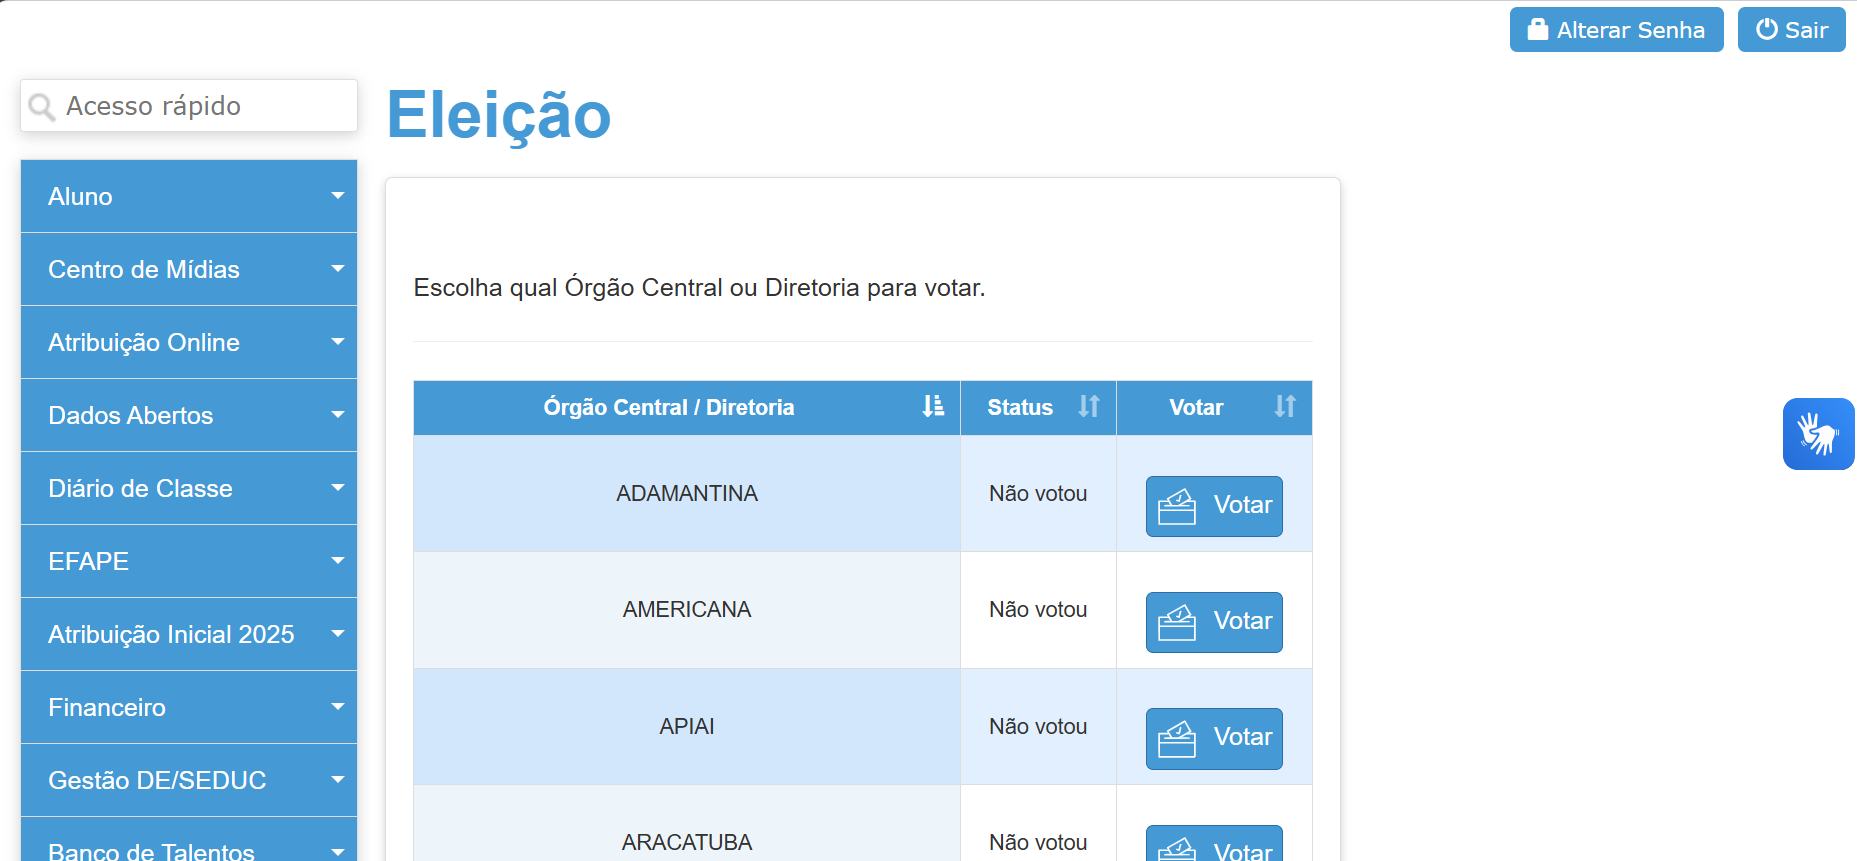 Alterar Senha
Sair
Acesso rápido
Eleição
Aluno
Centro de Mídias
Atribuição Online
Dados Abertos
Diário de Classe
EFAPE
Atribuição Inicial 2025
Financeiro
Gestão DE/SEDUC
Banco de Talentos
Escolha qual Órgão Central ou Diretoria para votar.
Órgão Central / Diretoria Status Votar
ADAMANTINA Não votou Votar
AMERICANA Não votou Votar
APIAI Não votou Votar
ARACATUBA Não votou Votar